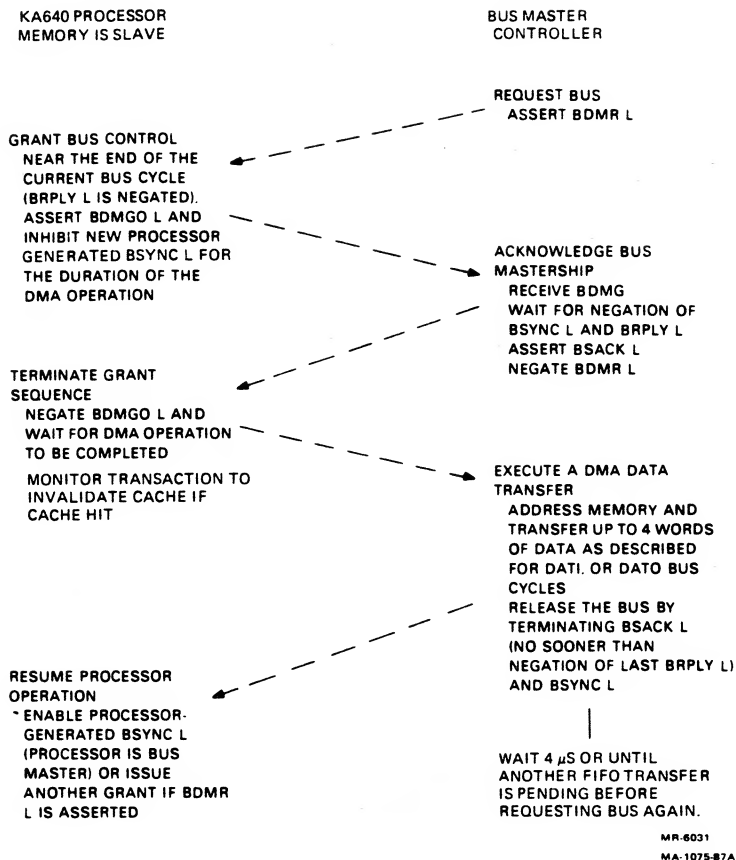 KA640 PROCESSOR
MEMORY IS SLAVE
BUS MASTER
CONTROLLER
REQUEST BUS
ASSERT BDMR L
GRANT BUS CONTROL
NEAR THE END OF THE
CURRENT BUS CYCLE
(BRPLY L IS NEGATED).
ASSERT BDMGO L AND
INHIBIT NEW PROCESSOR
GENERATED BSYNC L FOR
THE DURATION OF THE
DMA OPERATION
ACKNOWLEDGE BUS
MASTERSHIP
RECEIVE BDMG
WAIT FOR NEGATION OF
BSYNC L AND BRPLY L
ASSERT BSACK L
NEGATE BDMR L
TERMINATE GRANT
SEQUENCE
NEGATE BDMGO L AND
WAIT FOR DMA OPERATION
TO BE COMPLETED
MONITOR TRANSACTION TO
INVALIDATE CACHE IF
CACHE HIT
EXECUTE A DMA DATA
TRANSFER
ADDRESS MEMORY AND
TRANSFER UP TO 4 WORDS
OF DATA AS DESCRIBED
FOR DATI. OR DATO BUS
CYCLES
RELEASE THE BUS BY
TERMINATING BSACK L
(NO SOONER THAN
NEGATION OF LAST BRPLY L)
AND BSYNC L
RESUME PROCESSOR
OPERATION
ENABLE PROCESSOR-
GENERATED BSYNC L
(PROCESSOR IS BUS
MASTER) OR ISSUE
ANOTHER GRANT IF BDMR
L IS ASSERTED
WAIT 4 µS OR UNTIL
ANOTHER FIFO TRANSFER
IS PENDING BEFORE
REQUESTING BUS AGAIN.
MR-6031
MA-1075-87A